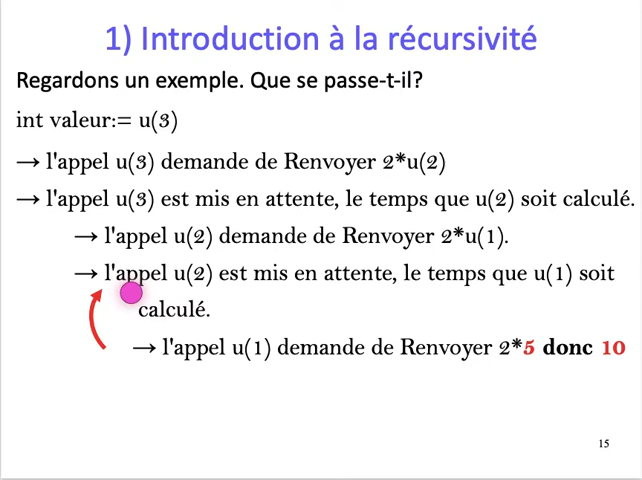 1) Introduction à la récursivité
Regardons un exemple. Que se passe-t-il?
int valeur:= u(3)
→ l'appel u(3) demande de Renvoyer 2*u(2)
→ l'appel u(3) est mis en attente, le temps que u(2) soit calculé.
→ l'appel u(2) demande de Renvoyer 2*u(1).
→ l'appel u(2) est mis en attente, le temps que u(1) soit
calculé.
→ l'appel u(1) demande de Renvoyer 2*5 donc 10
15